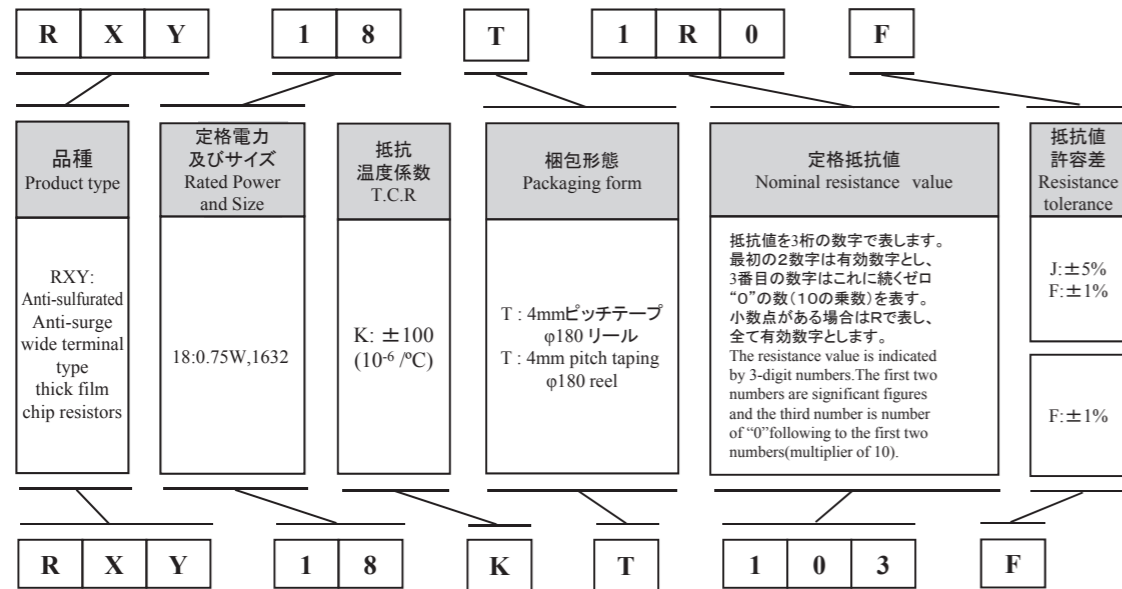 R X Y 1 8 T 1 R 0 F
品種
Product type
定格電力
及びサイズ
Rated Power
and Size
抵抗
温度係数
T.C.R
梱包形態
Packaging form
定格抵抗値
Nominal resistance value
抵抗値
許容差
Resistance
tolerance
RXY:
Anti-sulfurated
Anti-surge
wide terminal
type
thick film
chip resistors
18:0.75W,1632
K: ±100
(10⁻⁶ /℃)
T : 4mmピッチテープ
φ180 リール
T : 4mm pitch taping
φ180 reel
抵抗値を3桁の数字で表します。
最初の2数字は有効数字とし、
3番目の数字はこれに続くゼロ
“0”の数(10の乗数)を表す。
小数点がある場合はRで表し、
全て有効数字とします。
The resistance value is indicated
by 3-digit numbers.The first two
numbers are significant figures
and the third number is number
of “0”following to the first two
numbers(multiplier of 10).
J:±5%
F:±1%
F:±1%
R X Y 1 8 K T 1 0 3 F